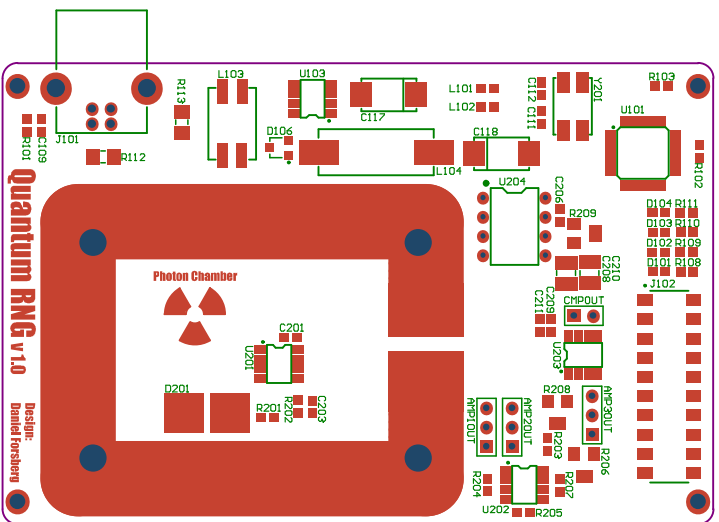 L103
U103
R113
C117
L101
L102
C112
C111
Y201
R103
U101
R102
R101
C109
J101
R112
D106
L104
C118
U204
C206
R209
D104
R111
D103
R110
D102
R109
D101
R108
J102
C208
C210
C211
C209
CMPOUT
U203
Quantum RNG v 1.0
Photon Chamber
C201
U201
D201
R201
R202
C203
Design:
Daniel Forsberg
AMP1OUT
AMP2OUT
R208
AMP3OUT
R203
R206
R204
U202
R207
R205